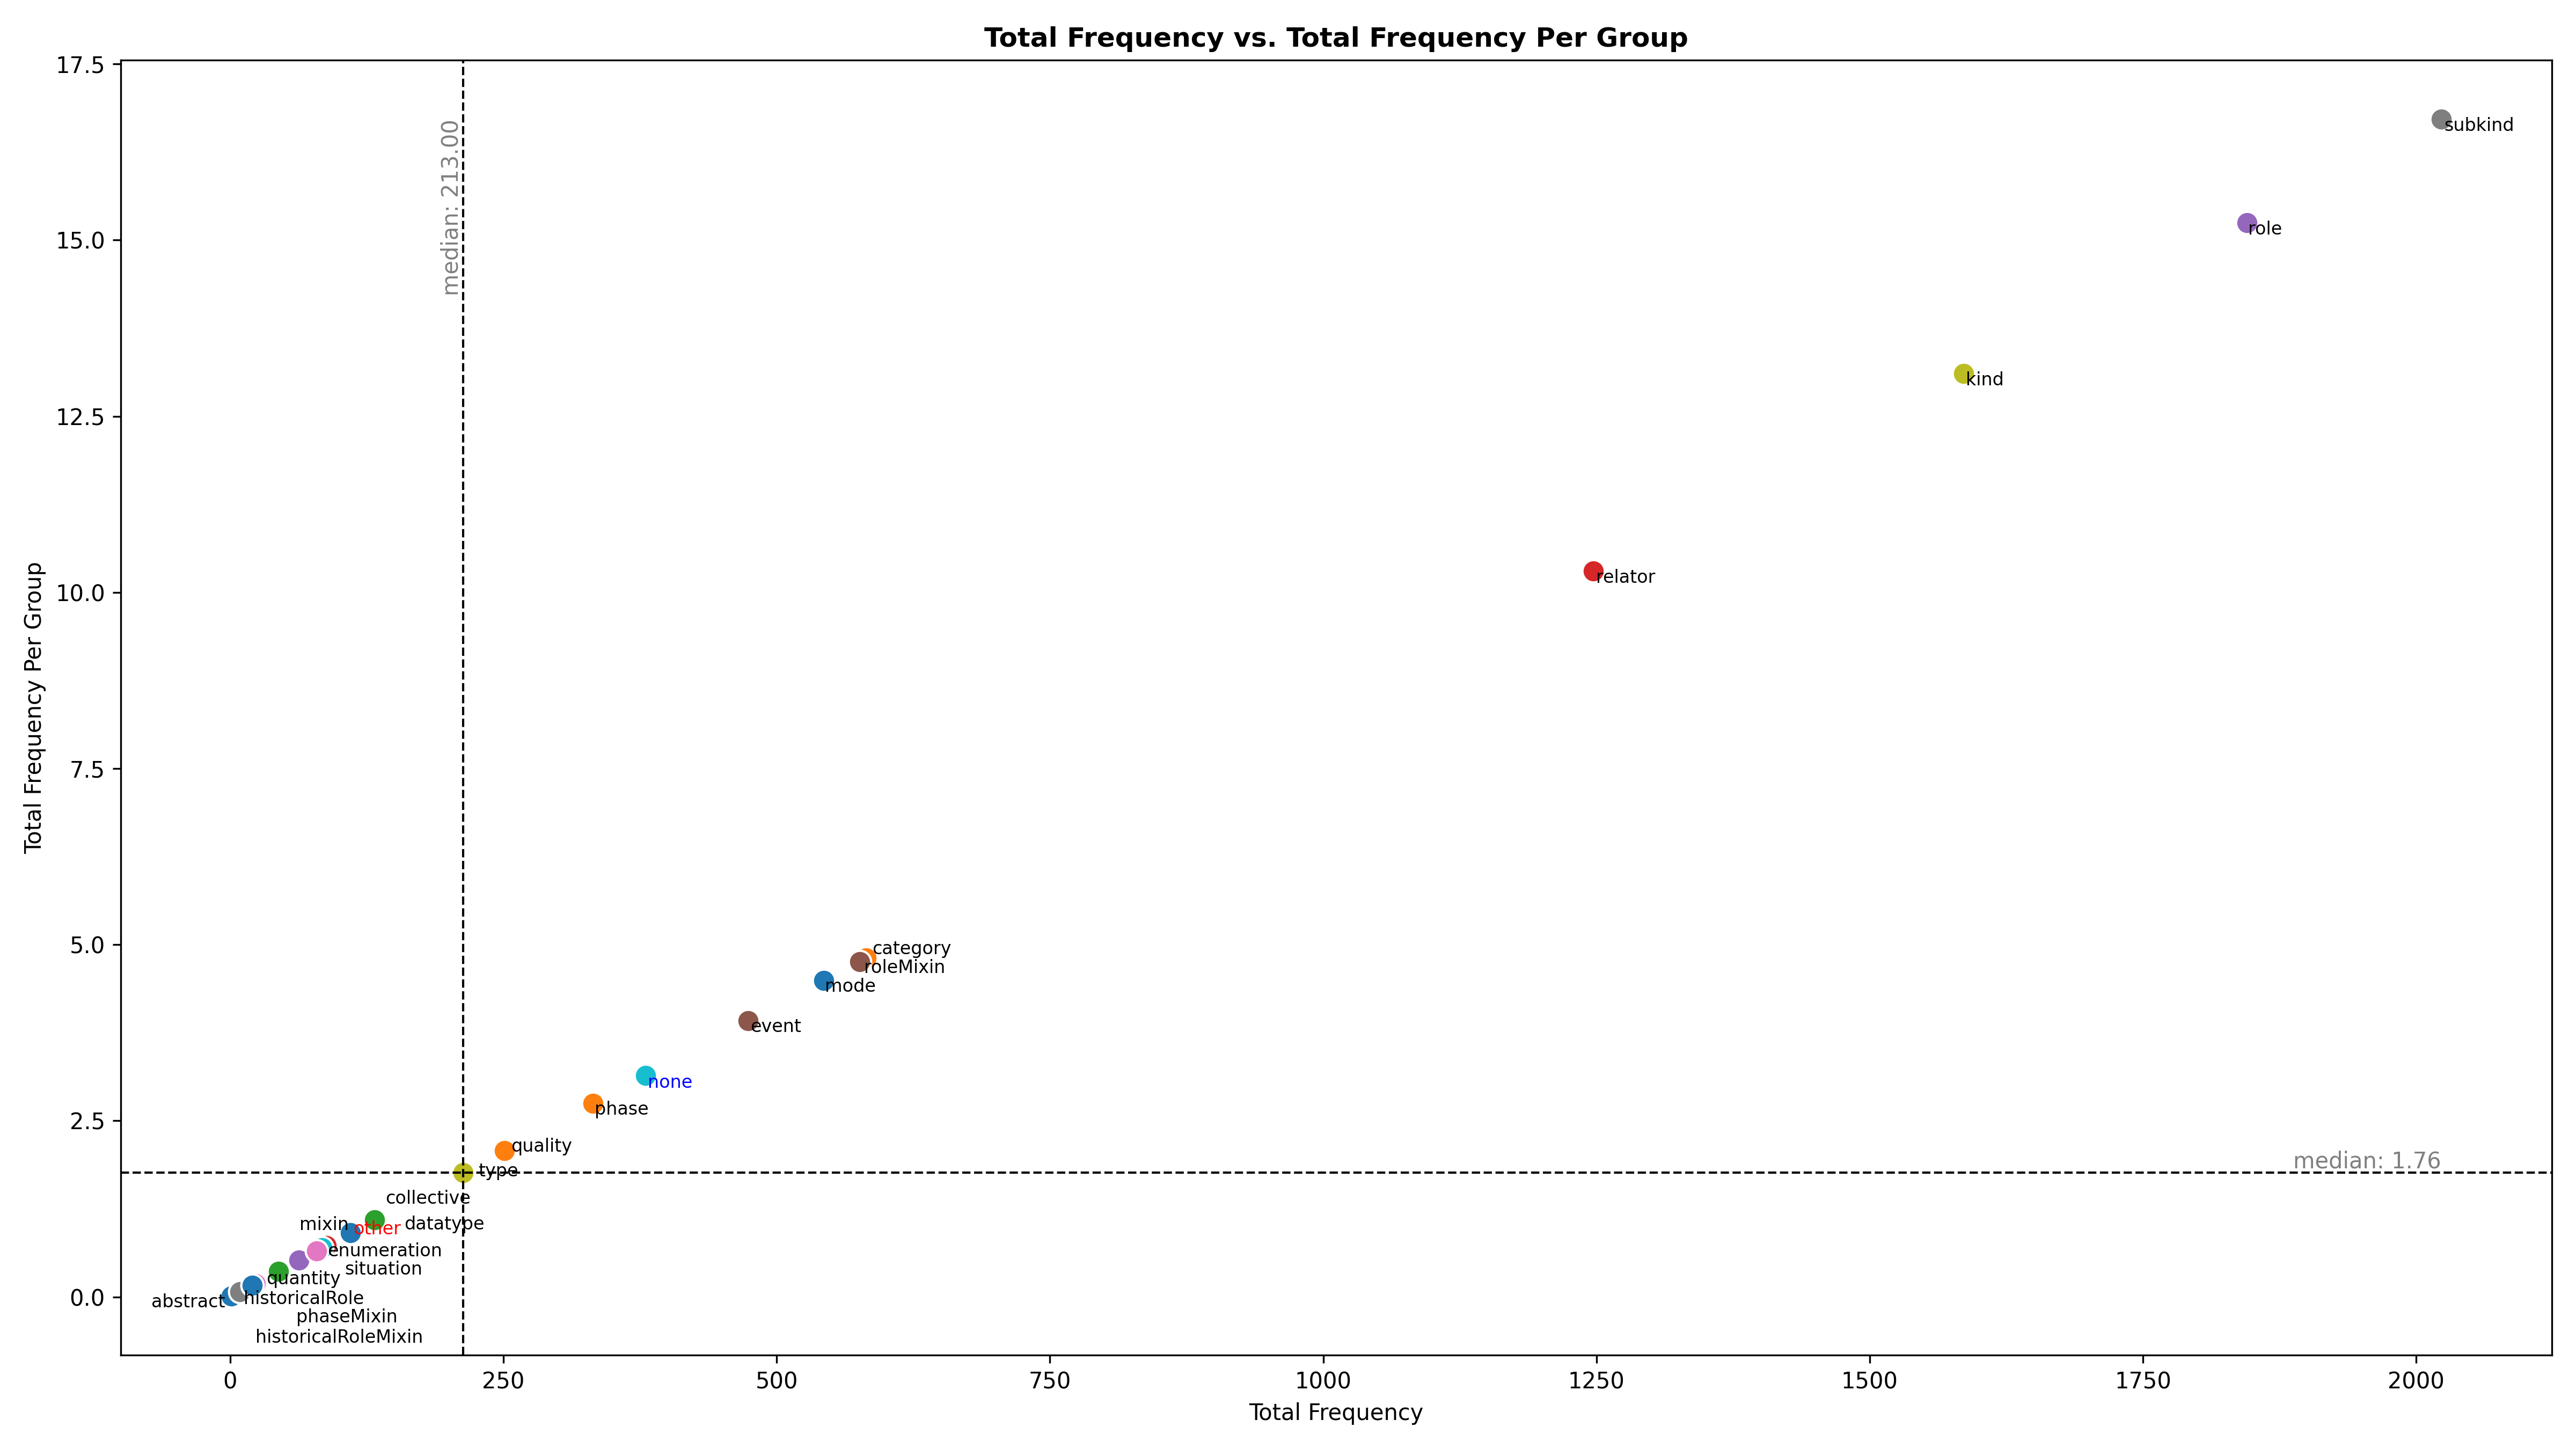 Total Frequency vs. Total Frequency Per Group
17.5
15.0
12.5
10.0
7.5
5.0
2.5
0.0
Total Frequency Per Group
median: 213.00
subkind
role
kind
relator
category
roleMixin
mode
event
none
phase
quality
median: 1.76
type
collective
mixin
other
datatype
enumeration
situation
quantity
abstract
historicalRole
phaseMixin
historicalRoleMixin
0
250
500
750
1000
1250
1500
1750
2000
Total Frequency